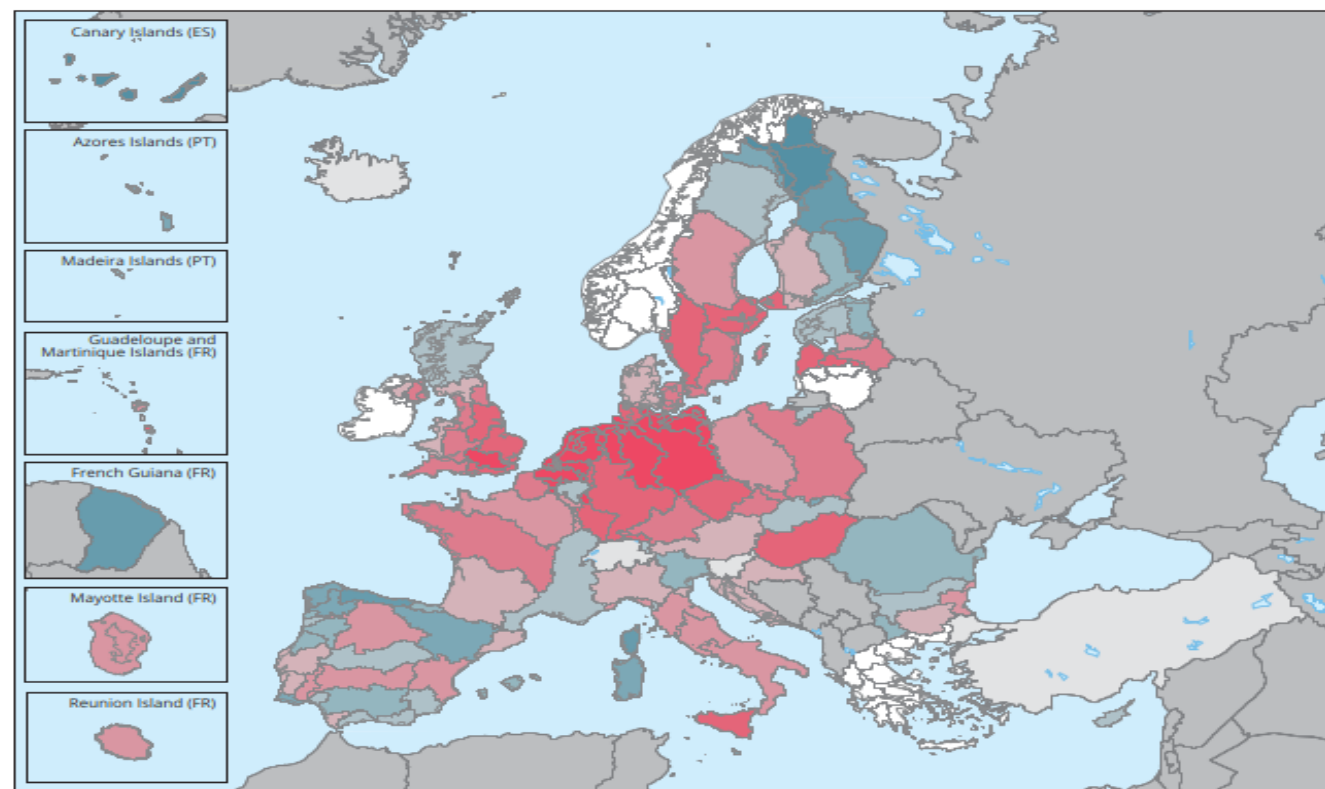 Canary Islands (ES)
Azores Islands (PT)
Madeira Islands (PT)
Guadeloupe and
Martinique Islands (FR)
French Guiana (FR)
Mayotte Island (FR)
Reunion Island (FR)